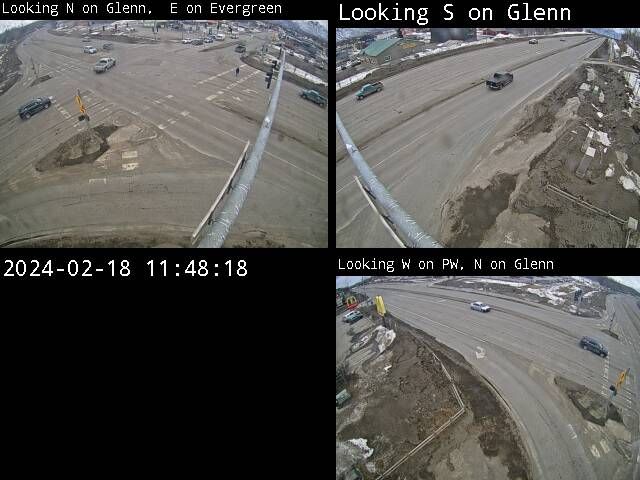 Looking N on Glenn,  E on Evergreen
Looking S on Glenn
2024-02-18 11:48:18
Looking W on PW, N on Glenn